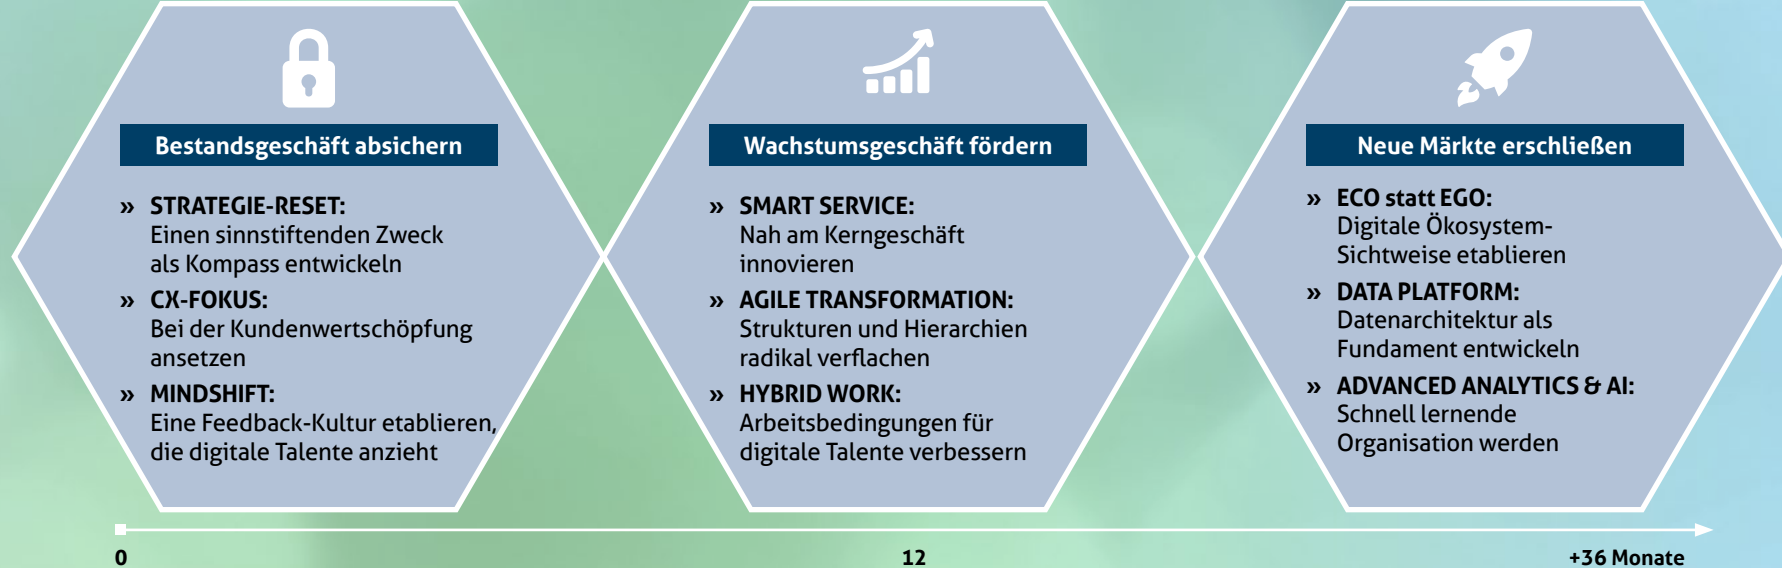 Bestandsgeschäft absichern
» STRATEGIE-RESET:
Einen sinnstiftenden Zweck
als Kompass entwickeln
» CX-FOKUS:
Bei der Kundenwertschöpfung
ansetzen
» MINDSHIFT:
Eine Feedback-Kultur etablieren,
die digitale Talente anzieht
Wachstumsgeschäft fördern
» SMART SERVICE:
Nah am Kerngeschäft
innovieren
» AGILE TRANSFORMATION:
Strukturen und Hierarchien
radikal verflachen
» HYBRID WORK:
Arbeitsbedingungen für
digitale Talente verbessern
Neue Märkte erschließen
» ECO statt EGO:
Digitale Ökosystem-
Sichtweise etablieren
» DATA PLATFORM:
Datenarchitektur als
Fundament entwickeln
» ADVANCED ANALYTICS & AI:
Schnell lernende
Organisation werden
0
12
+36 Monate